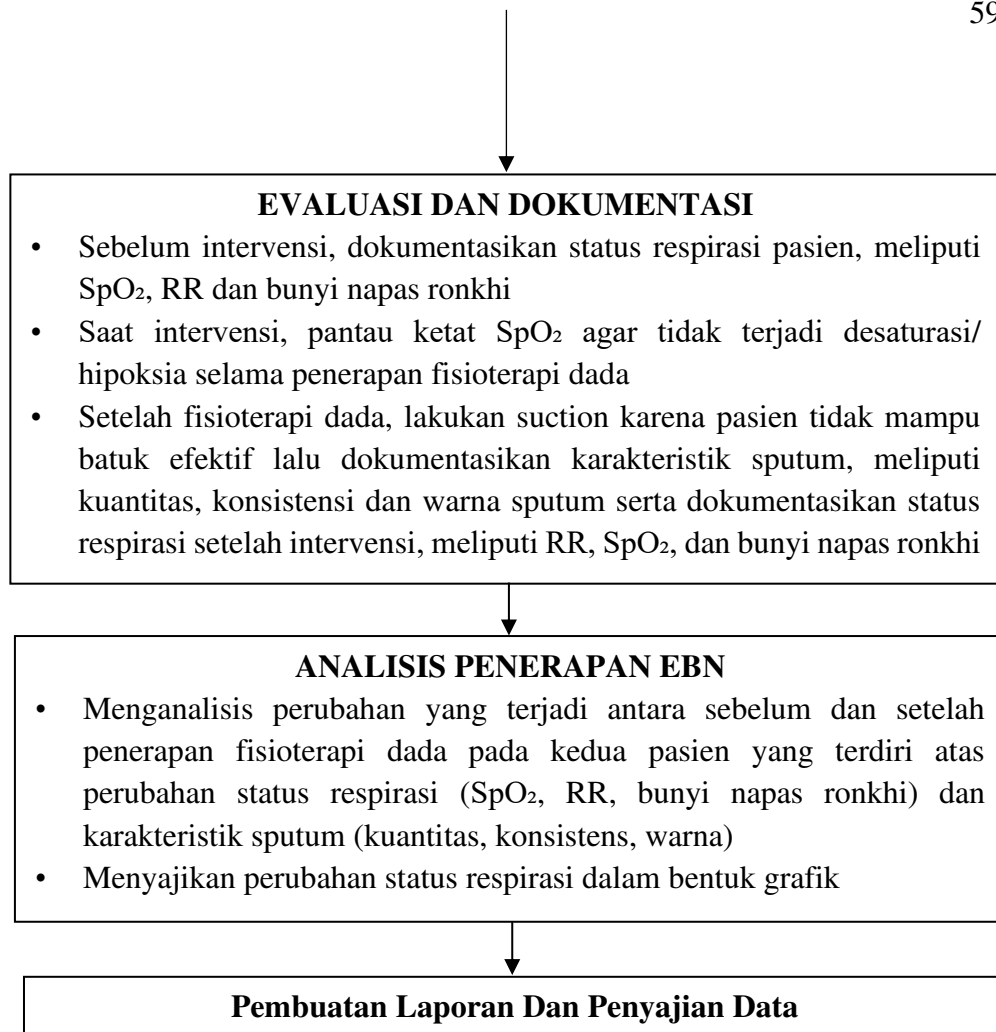 59
EVALUASI DAN DOKUMENTASI
• Sebelum intervensi, dokumentasikan status respirasi pasien, meliputi
SpO₂, RR dan bunyi napas ronkhi
• Saat intervensi, pantau ketat SpO₂ agar tidak terjadi desaturasi/
hipoksia selama penerapan fisioterapi dada
• Setelah fisioterapi dada, lakukan suction karena pasien tidak mampu
batuk efektif lalu dokumentasikan karakteristik sputum, meliputi
kuantitas, konsistensi dan warna sputum serta dokumentasikan status
respirasi setelah intervensi, meliputi RR, SpO₂, dan bunyi napas ronkhi
ANALISIS PENERAPAN EBN
• Menganalisis perubahan yang terjadi antara sebelum dan setelah
penerapan fisioterapi dada pada kedua pasien yang terdiri atas
perubahan status respirasi (SpO₂, RR, bunyi napas ronkhi) dan
karakteristik sputum (kuantitas, konsistens, warna)
• Menyajikan perubahan status respirasi dalam bentuk grafik
Pembuatan Laporan Dan Penyajian Data